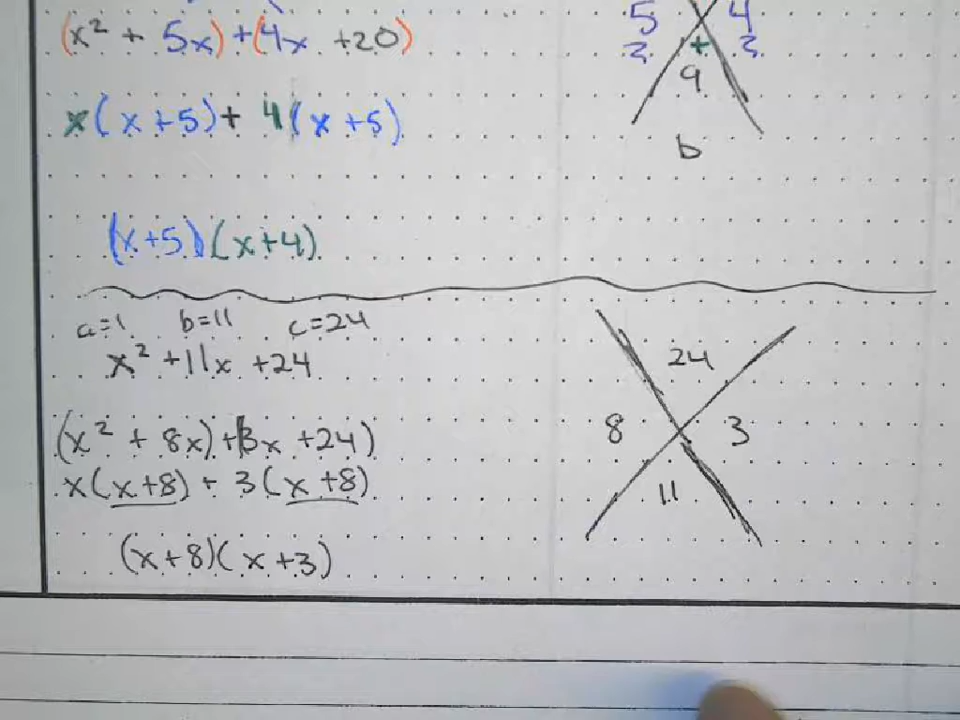 (x² + 5x) + (4x + 20)
x(x+5) + 4(x+5)
(x+5)(x+4)
5 4
? + ?
9
b
a=1 b=11 c=24
x² + 11x + 24
(x² + 8x) + (3x + 24)
x(x+8) + 3(x+8)
(x+8)(x+3)
24
8 3
11